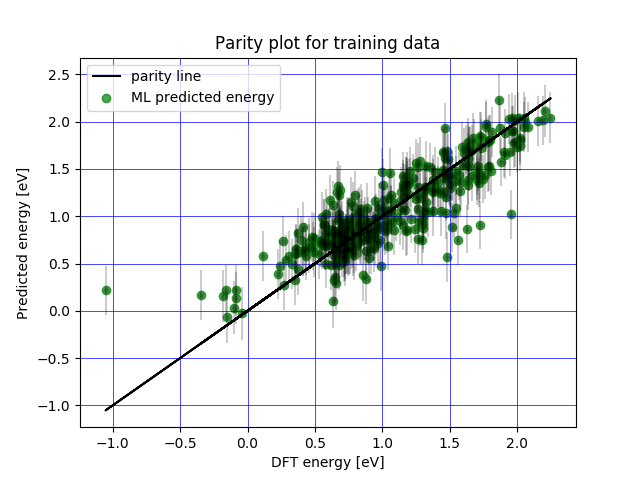 Parity plot for training data
parity line
ML predicted energy
2.5
2.0
1.5
1.0
0.5
0.0
−0.5
−1.0
Predicted energy [eV]
−1.0 −0.5 0.0 0.5 1.0 1.5 2.0
DFT energy [eV]